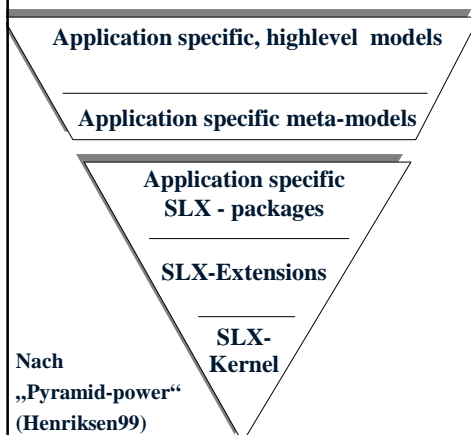 Application specific, highlevel models
Application specific meta-models
Application specific
SLX - packages
SLX-Extensions
SLX-
Kernel
Nach
„Pyramid-power“
(Henriksen99)